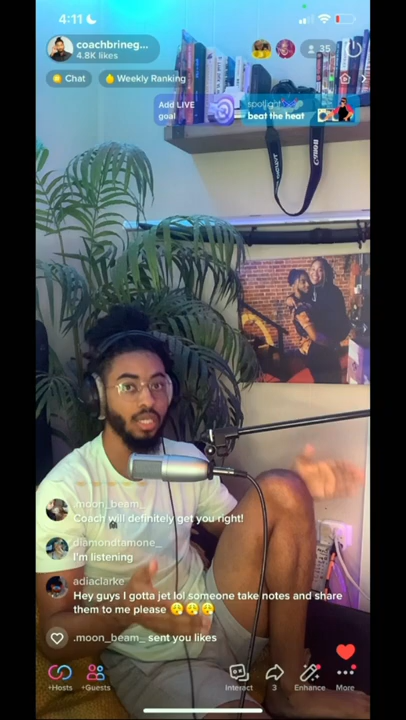 4:11
coachbrineg...
4.8K likes
35
Chat
Weekly Ranking
Add LIVE
goal
spotlight
beat the heat
Canon
.moon_beam_
Coach will definitely get you right!
diamondtamone_
I'm listening
adiaclarke
Hey guys I gotta jet lol someone take notes and share
them to me please 😥😥😥
.moon_beam_ sent you likes
+Hosts
+Guests
Interact
3
Enhance
More